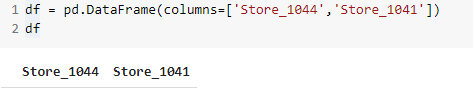 1 df = pd.DataFrame(columns=['Store_1044','Store_1041'])
2 df
Store_1044 Store_1041